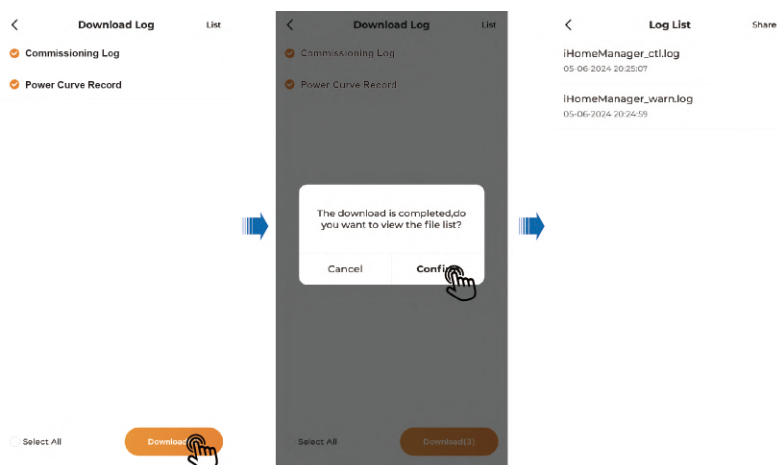 Download Log
List
Commissioning Log
Power Curve Record
Select All
Download
Download Log
List
Commissioning Log
Power Curve Record
The download is completed,do
you want to view the file list?
Cancel
Select All
Download(3)
Log List
Share
iHomeManager_ctl.log
05-06-2024 20:25:07
iHomeManager_warn.log
05-06-2024 20:24:59